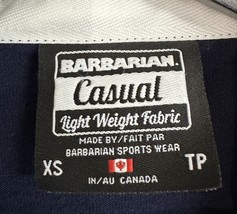 BARBARIAN.
Casual
Light Weight Fabric
MADE BY/FAIT PAR
BARBARIAN SPORTS WEAR
XS TP
IN/AU CANADA